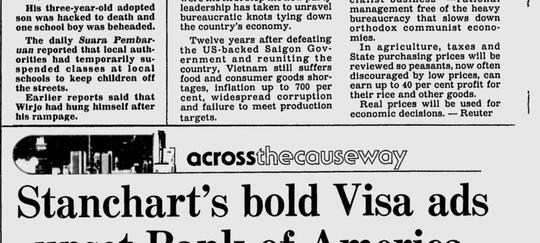 His three-year-old adopted
son was hacked to death and
one school boy was beheaded.
The daily Suara Pembar-
uan reported that local auth-
orities had temporarily su-
spended classes at local
schools to keep children off
the streets.
Earlier reports said that
Wirjo had hung himself after
his rampage.
leadership has taken to unravel
bureaucratic knots tying down
the country's economy.
Twelve years after defeating
the US-backed Saigon Gov-
ernment and reuniting the
country, Vietnam still suffers
food and consumer goods shor-
tages, inflation up to 700 per
cent, widespread corruption
and failure to meet production
targets.
management free of the heavy
bureaucracy that slows down
orthodox communist econo-
mies.
In agriculture, taxes and
State purchasing prices will be
reviewed so peasants, now often
discouraged by low prices, can
earn up to 40 per cent profit for
their rice and other goods.
Real prices will be used for
economic decisions. — Reuter
acrossthecauseway
Stanchart's bold Visa ads
upset Bank of America